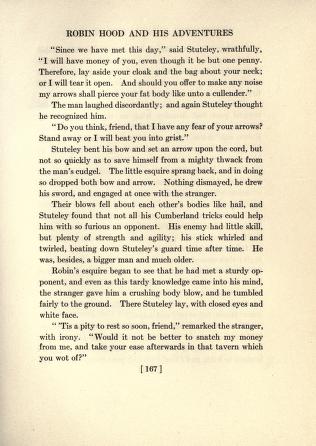 ROBIN HOOD AND HIS ADVENTURES
"Since we have met this day," said Stuteley, wrathfully,
"I will have money of you, even though it be but one penny.
Therefore, lay aside your cloak and the bag about your neck;
or I will tear it open. And should you offer to make any noise
my arrows shall pierce your fat body like unto a cullender."
The man laughed discordantly; and again Stuteley thought
he recognized him.
"Do you think, friend, that I have any fear of your arrows?
Stand away or I will beat you into grist."
Stuteley bent his bow and set an arrow upon the cord, but
not so quickly as to save himself from a mighty thwack from
the man's cudgel. The little esquire sprang back, and in doing
so dropped both bow and arrow. Nothing dismayed, he drew
his sword, and engaged at once with the stranger.
Their blows fell about each other's bodies like hail, and
Stuteley found that not all his Cumberland tricks could help
him with so furious an opponent. His enemy had little skill,
but plenty of strength and agility; his stick whirled and
twirled, beating down Stuteley's guard time after time. He
was, besides, a bigger man and much older.
Robin's esquire began to see that he had met a sturdy op-
ponent, and even as this tardy knowledge came into his mind,
the stranger gave him a crushing body blow, and he tumbled
fairly to the ground. There Stuteley lay, with closed eyes and
white face.
"'Tis a pity to rest so soon, friend," remarked the stranger,
with irony. "Would it not be better to snatch my money
from me, and take your ease afterwards in that tavern which
you wot of?"
[ 167 ]